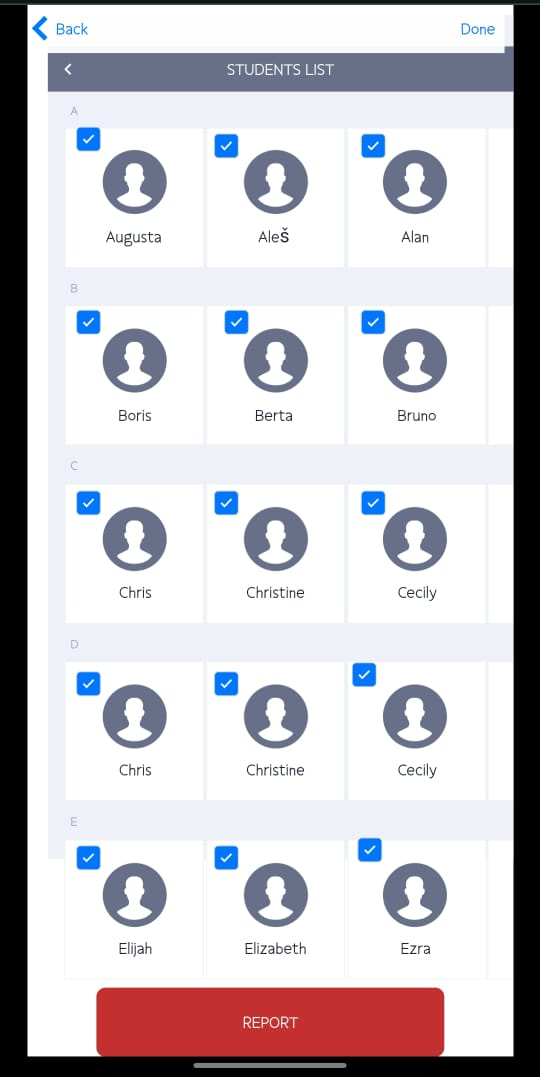 Back
Done
STUDENTS LIST
A
Augusta
Aleš
Alan
B
Boris
Berta
Bruno
C
Chris
Christine
Cecily
D
Chris
Christine
Cecily
E
Elijah
Elizabeth
Ezra
REPORT